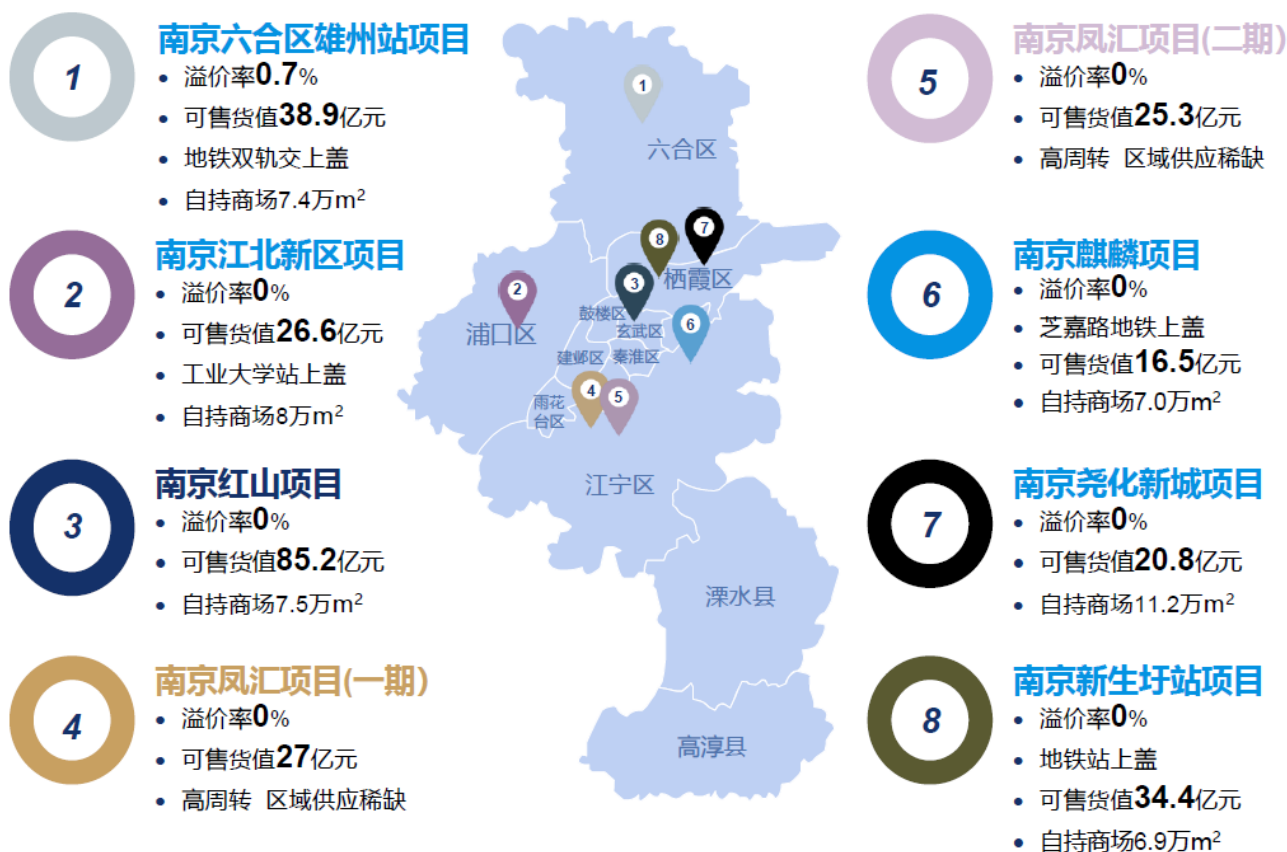 1
南京六合区雄州站项目
• 溢价率0.7%
• 可售货值38.9亿元
• 地铁双轨交上盖
• 自持商场7.4万m²
2
南京江北新区项目
• 溢价率0%
• 可售货值26.6亿元
• 工业大学站上盖
• 自持商场8万m²
3
南京红山项目
• 溢价率0%
• 可售货值85.2亿元
• 自持商场7.5万m²
4
南京凤汇项目(一期)
• 溢价率0%
• 可售货值27亿元
• 高周转 区域供应稀缺
1
六合区
7
8
栖霞区
2
3
鼓楼区
浦口区
玄武区
6
建邺区
秦淮区
4
5
雨花
台区
江宁区
溧水县
高淳县
5
南京凤汇项目(二期)
• 溢价率0%
• 可售货值25.3亿元
• 高周转 区域供应稀缺
6
南京麒麟项目
• 溢价率0%
• 芝嘉路地铁上盖
• 可售货值16.5亿元
• 自持商场7.0万m²
7
南京尧化新城项目
• 溢价率0%
• 可售货值20.8亿元
• 自持商场11.2万m²
8
南京新生圩站项目
• 溢价率0%
• 地铁站上盖
• 可售货值34.4亿元
• 自持商场6.9万m²